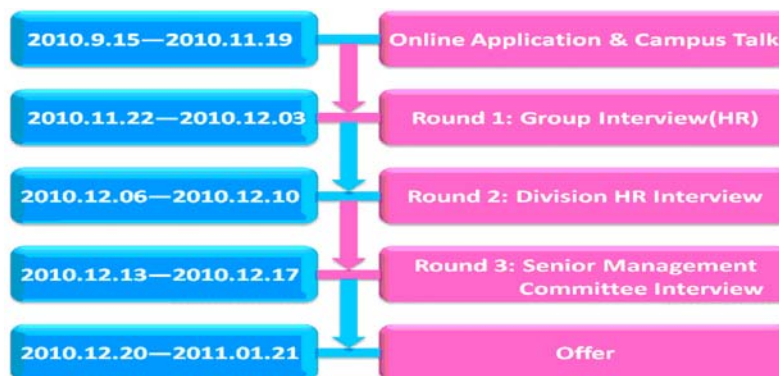 2010.9.15—2010.11.19
Online Application & Campus Talk
2010.11.22—2010.12.03
Round 1: Group Interview(HR)
2010.12.06—2010.12.10
Round 2: Division HR Interview
2010.12.13—2010.12.17
Round 3: Senior Management
Committee Interview
2010.12.20—2011.01.21
Offer